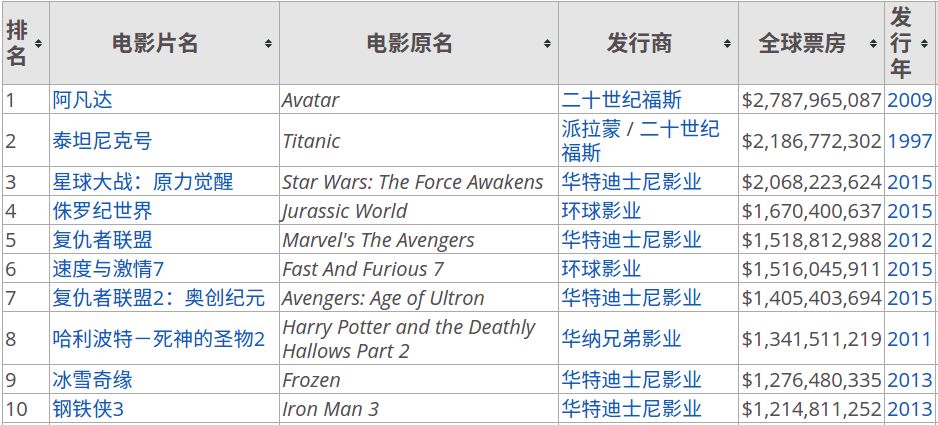 排名 电影片名 电影原名 发行商 全球票房 发行年
1 阿凡达 Avatar 二十世纪福斯 $2,787,965,087 2009
2 泰坦尼克号 Titanic 派拉蒙 / 二十世纪福斯 $2,186,772,302 1997
3 星球大战：原力觉醒 Star Wars: The Force Awakens 华特迪士尼影业 $2,068,223,624 2015
4 侏罗纪世界 Jurassic World 环球影业 $1,670,400,637 2015
5 复仇者联盟 Marvel's The Avengers 华特迪士尼影业 $1,518,812,988 2012
6 速度与激情7 Fast And Furious 7 环球影业 $1,516,045,911 2015
7 复仇者联盟2：奥创纪元 Avengers: Age of Ultron 华特迪士尼影业 $1,405,403,694 2015
8 哈利波特－死神的圣物2 Harry Potter and the Deathly Hallows Part 2 华纳兄弟影业 $1,341,511,219 2011
9 冰雪奇缘 Frozen 华特迪士尼影业 $1,276,480,335 2013
10 钢铁侠3 Iron Man 3 华特迪士尼影业 $1,214,811,252 2013